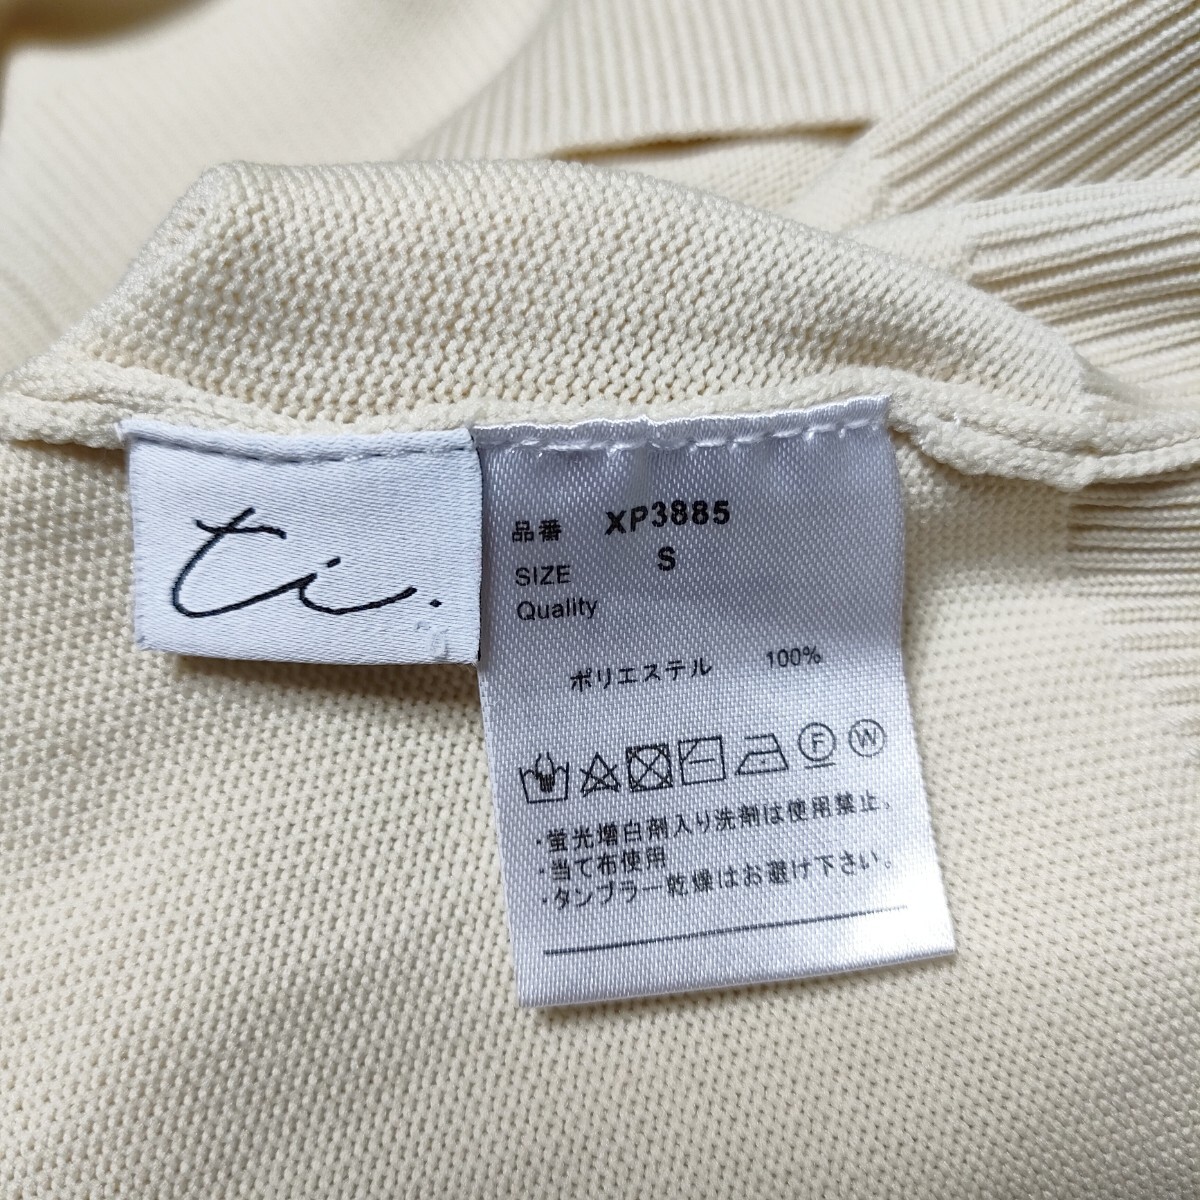 ti.
品番 XP3885
SIZE S
Quality
ポリエステル 100%
F W
・蛍光増白剤入り洗剤は使用禁止。
・当て布使用
・タンブラー乾燥はお避け下さい。